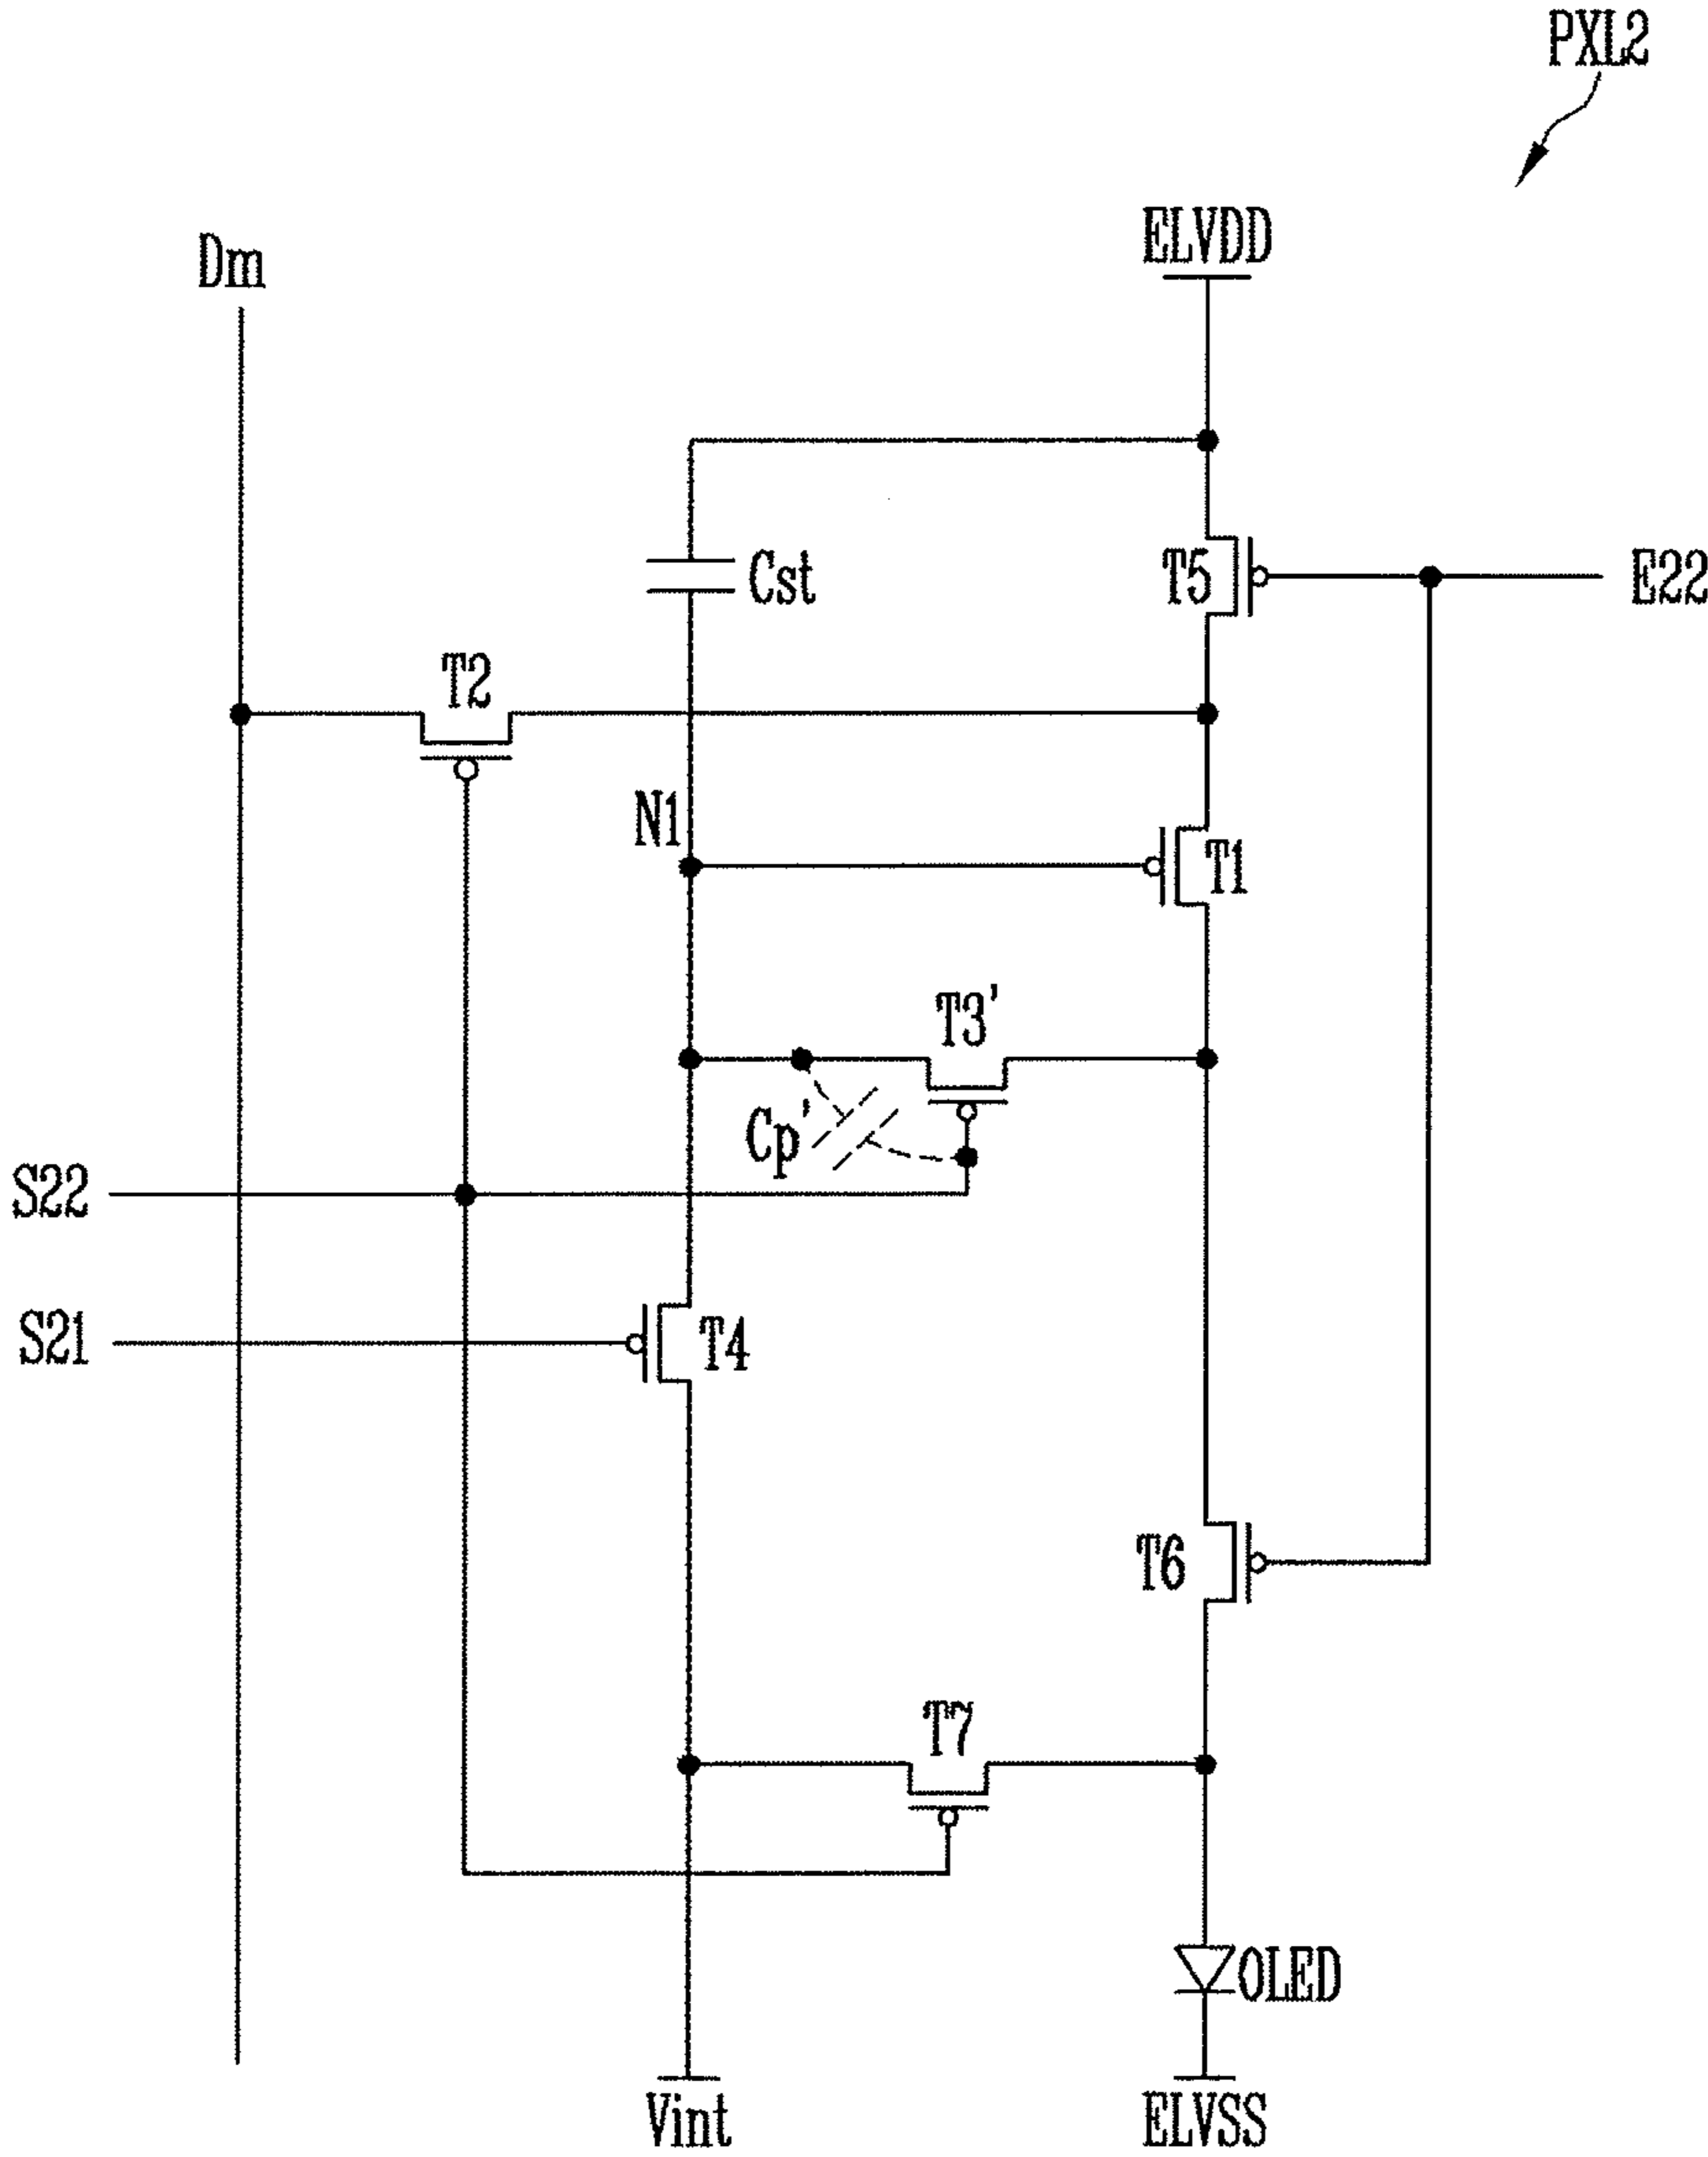 PXL2
ELVDD
Dm
Cst
T5
E22
T2
N1
T1
T3'
Cp'
S22
S21
T4
T6
T7
OLED
Vint
ELVSS